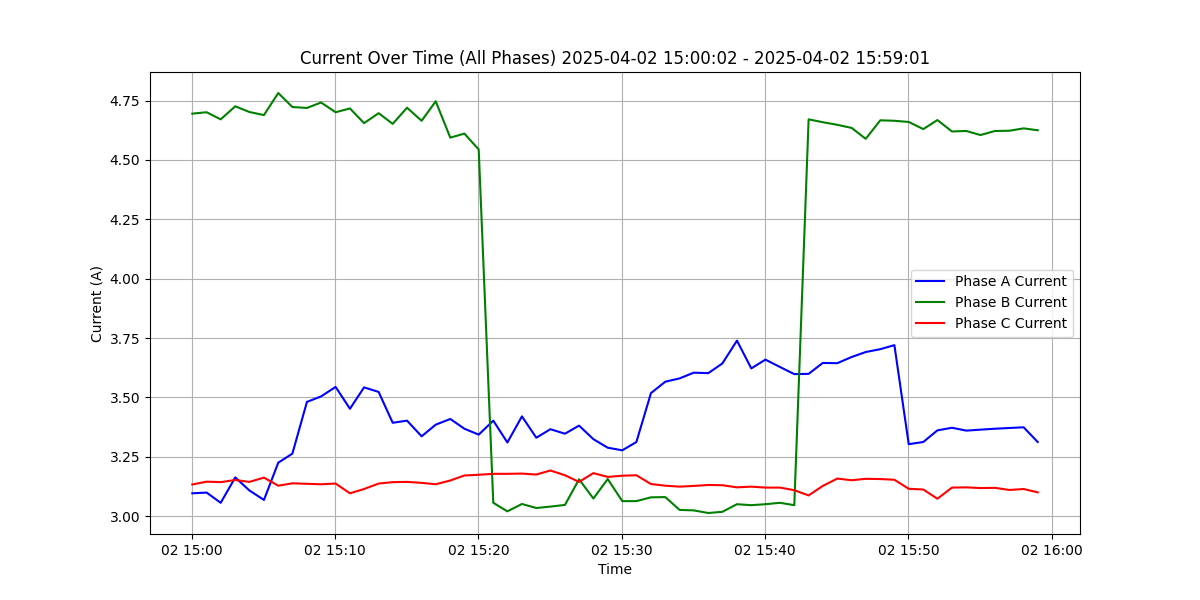 Current Over Time (All Phases) 2025-04-02 15:00:02 - 2025-04-02 15:59:01
4.75
4.50
4.25
4.00
3.75
3.50
3.25
3.00
Current (A)
Phase A Current
Phase B Current
Phase C Current
02 15:00 02 15:10 02 15:20 02 15:30 02 15:40 02 15:50 02 16:00
Time